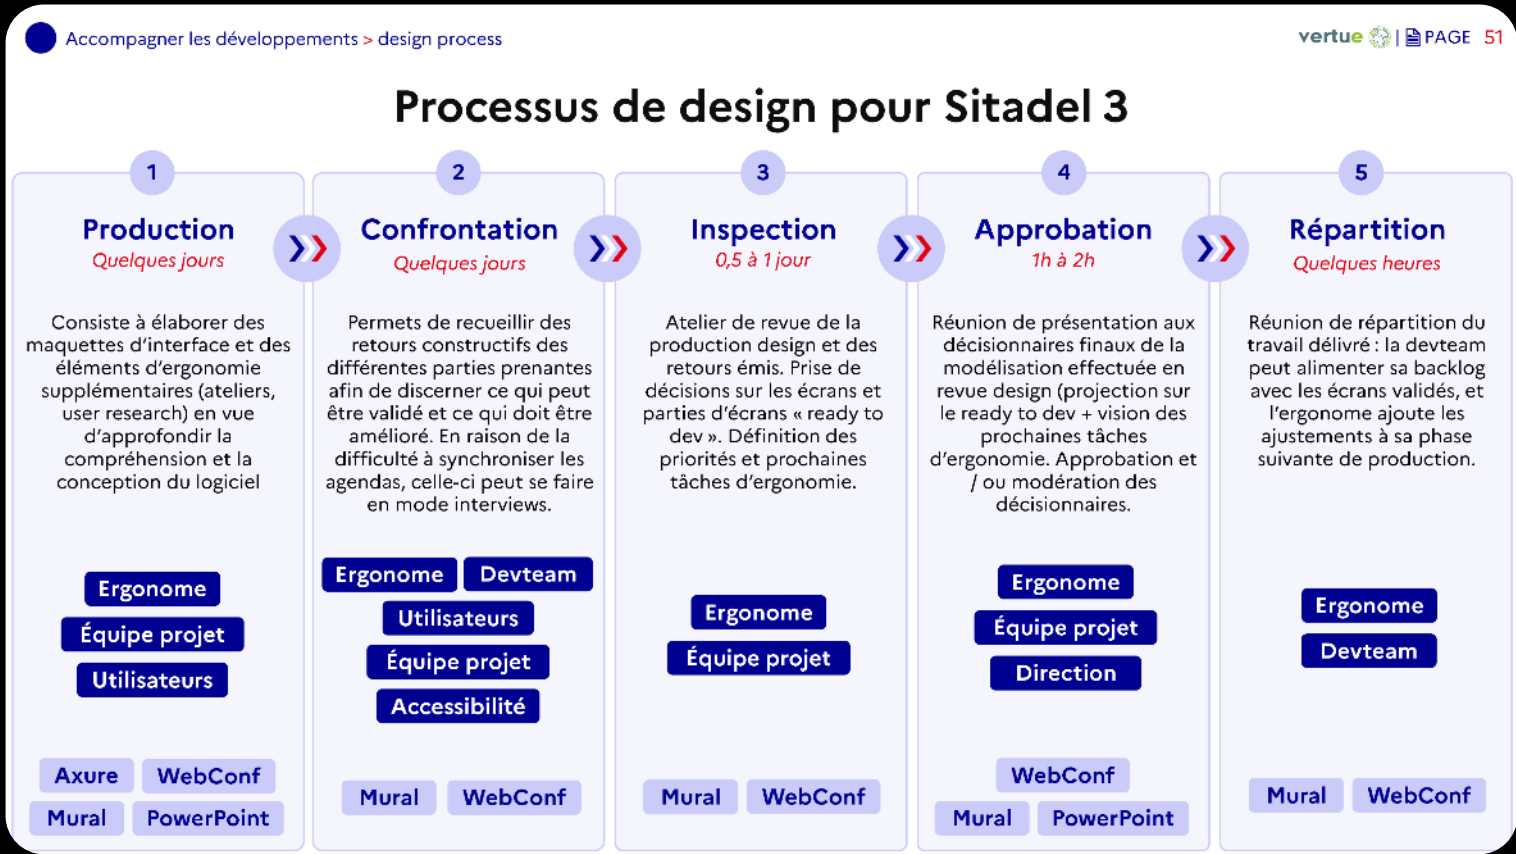 Accompagner les développements > design process
vertue | PAGE 51
Processus de design pour Sitadel 3
1
Production
Quelques jours
Consiste à élaborer des
maquettes d'interface et des
éléments d'ergonomie
supplémentaires (ateliers,
user research) en vue
d'approfondir la
compréhension et la
conception du logiciel
Ergonome
Équipe projet
Utilisateurs
Axure WebConf
Mural PowerPoint
2
Confrontation
Quelques jours
Permets de recueillir des
retours constructifs des
différentes parties prenantes
afin de discerner ce qui peut
être validé et ce qui doit être
amélioré. En raison de la
difficulté à synchroniser les
agendas, celle-ci peut se faire
en mode interviews.
Ergonome Devteam
Utilisateurs
Équipe projet
Accessibilité
Mural WebConf
3
Inspection
0,5 à 1 jour
Atelier de revue de la
production design et des
retours émis. Prise de
décisions sur les écrans et
parties d'écrans « ready to
dev ». Définition des
priorités et prochaines
tâches d'ergonomie.
Ergonome
Équipe projet
Mural WebConf
4
Approbation
1h à 2h
Réunion de présentation aux
décisionnaires finaux de la
modélisation effectuée en
revue design (projection sur
le ready to dev + vision des
prochaines tâches
d'ergonomie. Approbation et
/ ou modération des
décisionnaires.
Ergonome
Équipe projet
Direction
WebConf
Mural PowerPoint
5
Répartition
Quelques heures
Réunion de répartition du
travail délivré : la devteam
peut alimenter sa backlog
avec les écrans validés, et
l'ergonome ajoute les
ajustements à sa phase
suivante de production.
Ergonome
Devteam
Mural WebConf